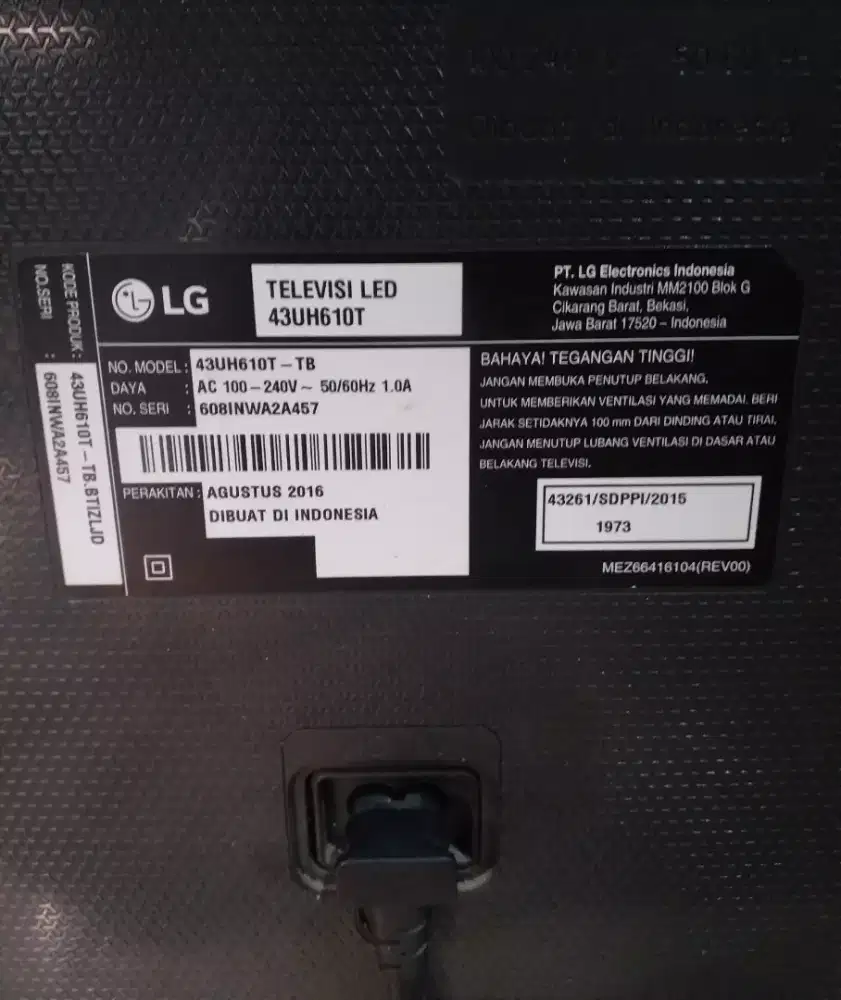 KODE PRODUK : 43UH610T - TB.BTIZLJD
NO.SERI : 608INWA2A457
LG
TELEVISI LED
43UH610T
PT. LG Electronics Indonesia
Kawasan Industri MM2100 Blok G
Cikarang Barat, Bekasi,
Jawa Barat 17520 – Indonesia
NO. MODEL : 43UH610T – TB
DAYA : AC 100 – 240V ~ 50/60Hz 1.0A
NO. SERI : 608INWA2A457
PERAKITAN : AGUSTUS 2016
DIBUAT DI INDONESIA
BAHAYA! TEGANGAN TINGGI!
JANGAN MEMBUKA PENUTUP BELAKANG.
UNTUK MEMBERIKAN VENTILASI YANG MEMADAI, BERI
JARAK SETIDAKNYA 100 mm DARI DINDING ATAU TIRAI.
JANGAN MENUTUP LUBANG VENTILASI DI DASAR ATAU
BELAKANG TELEVISI.
43261/SDPPI/2015
1973
MEZ66416104(REV00)